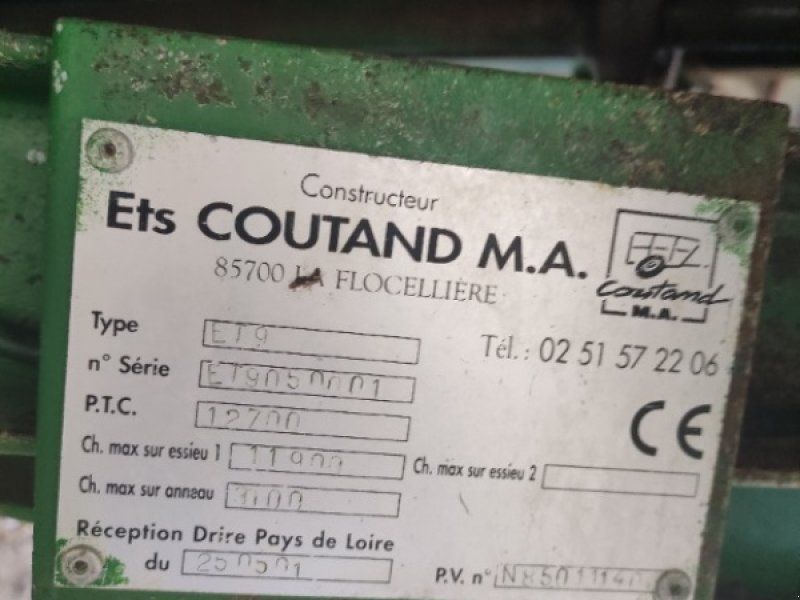 Constructeur
Ets COUTAND M.A.
85700 LA FLOCELLIÈRE
Coutand
M.A.
Type ET9
Tél.: 02 51 57 22 06
n° Série ET9050001
P.T.C. 12700
CE
Ch. max sur essieu 1 11900 Ch. max sur essieu 2
Ch. max sur anneau
Réception Drire Pays de Loire
du 250501 P.V. n°